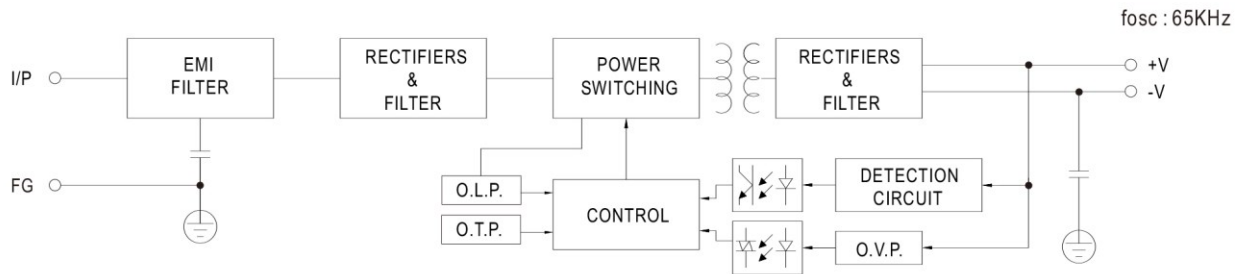 fosc : 65KHz
I/P
EMI
FILTER
RECTIFIERS
&
FILTER
POWER
SWITCHING
RECTIFIERS
&
FILTER
+V
-V
FG
O.L.P.
O.T.P.
CONTROL
DETECTION
CIRCUIT
O.V.P.